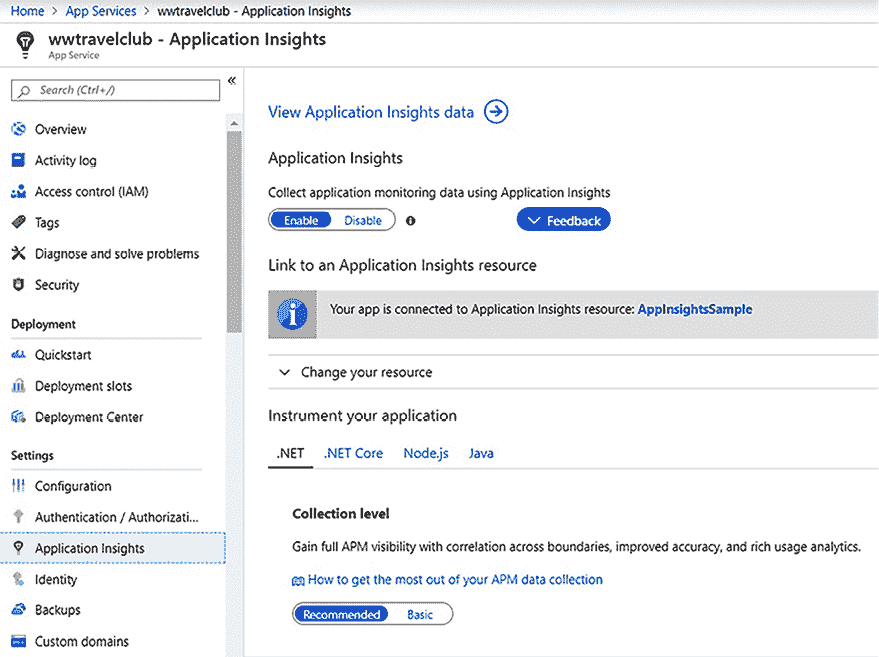 Home > App Services > wwtravelclub - Application Insights
wwtravelclub - Application Insights
App Service
Search (Ctrl+/)
«
Overview
Activity log
Access control (IAM)
Tags
Diagnose and solve problems
Security
Deployment
Quickstart
Deployment slots
Deployment Center
Settings
Configuration
Authentication / Authorizati...
Application Insights
Identity
Backups
Custom domains
View Application Insights data
Application Insights
Collect application monitoring data using Application Insights
Enable Disable Feedback
Link to an Application Insights resource
Your app is connected to Application Insights resource: AppInsightsSample
Change your resource
Instrument your application
.NET .NET Core Node.js Java
Collection level
Gain full APM visibility with correlation across boundaries, improved accuracy, and rich usage analytics.
How to get the most out of your APM data collection
Recommended Basic